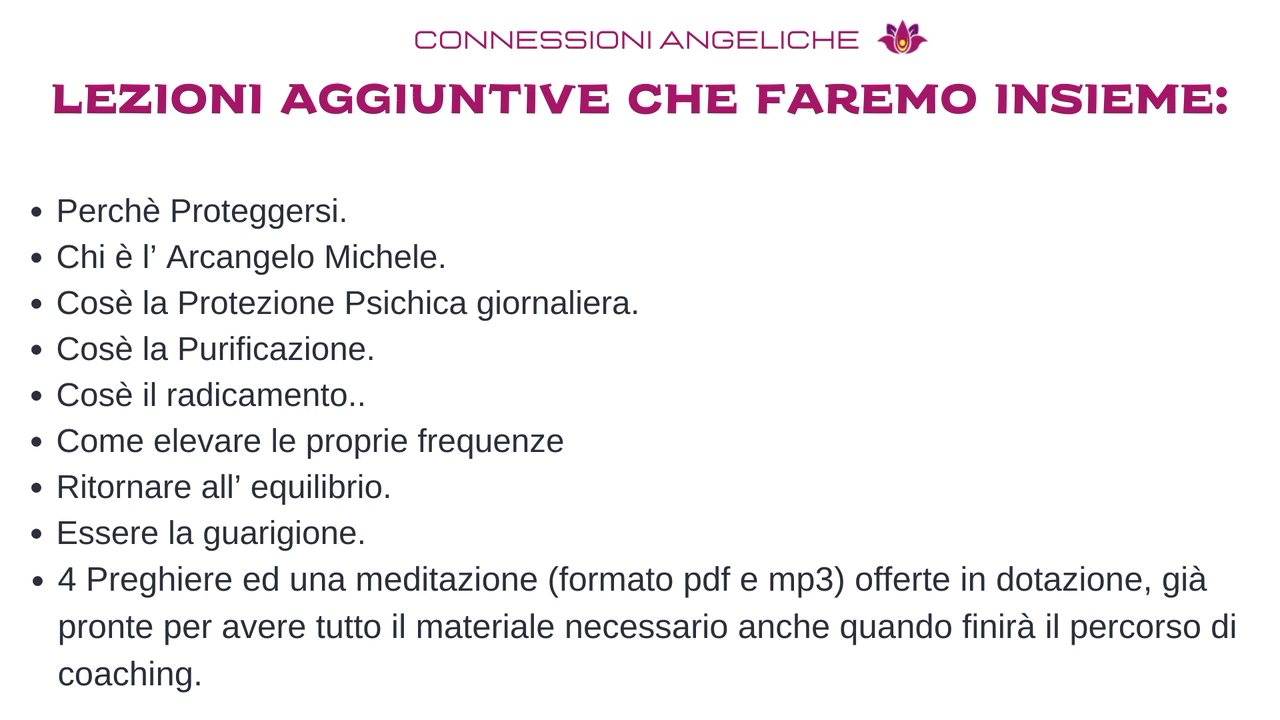 CONNESSIONI ANGELICHE
LEZIONI AGGIUNTIVE CHE FAREMO INSIEME:
• Perchè Proteggersi.
• Chi è l’ Arcangelo Michele.
• Cosè la Protezione Psichica giornaliera.
• Cosè la Purificazione.
• Cosè il radicamento..
• Come elevare le proprie frequenze
• Ritornare all’ equilibrio.
• Essere la guarigione.
• 4 Preghiere ed una meditazione (formato pdf e mp3) offerte in dotazione, già
pronte per avere tutto il materiale necessario anche quando finirà il percorso di
coaching.